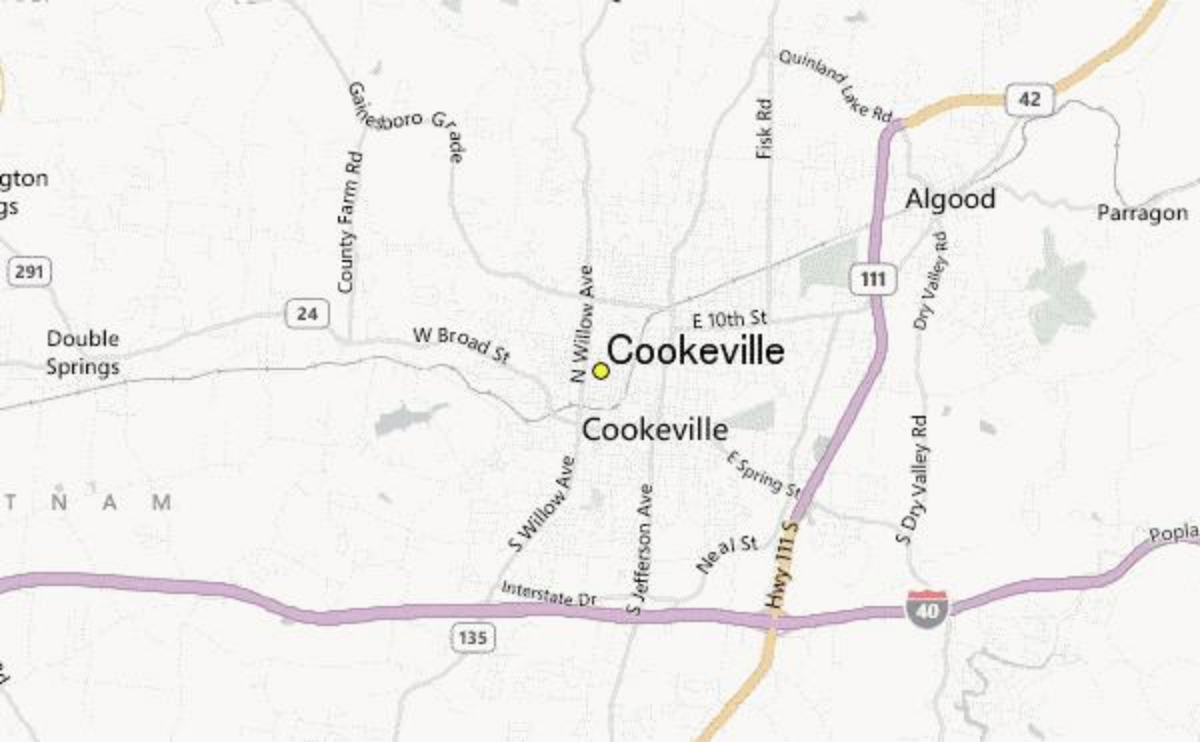 Quinland Lake Rd
42
Gainesboro Grade
Fisk Rd
gton
gs
County Farm Rd
Algood
Parragon
291
111
Dry Valley Rd
24
N Willow Ave
E 10th St
Double
Springs
W Broad St
Cookeville
Cookeville
E Spring St
S Dry Valley Rd
T N A M
S Willow Ave
S Jefferson Ave
Neal St
Hwy 111 S
Popla
Interstate Dr
40
135